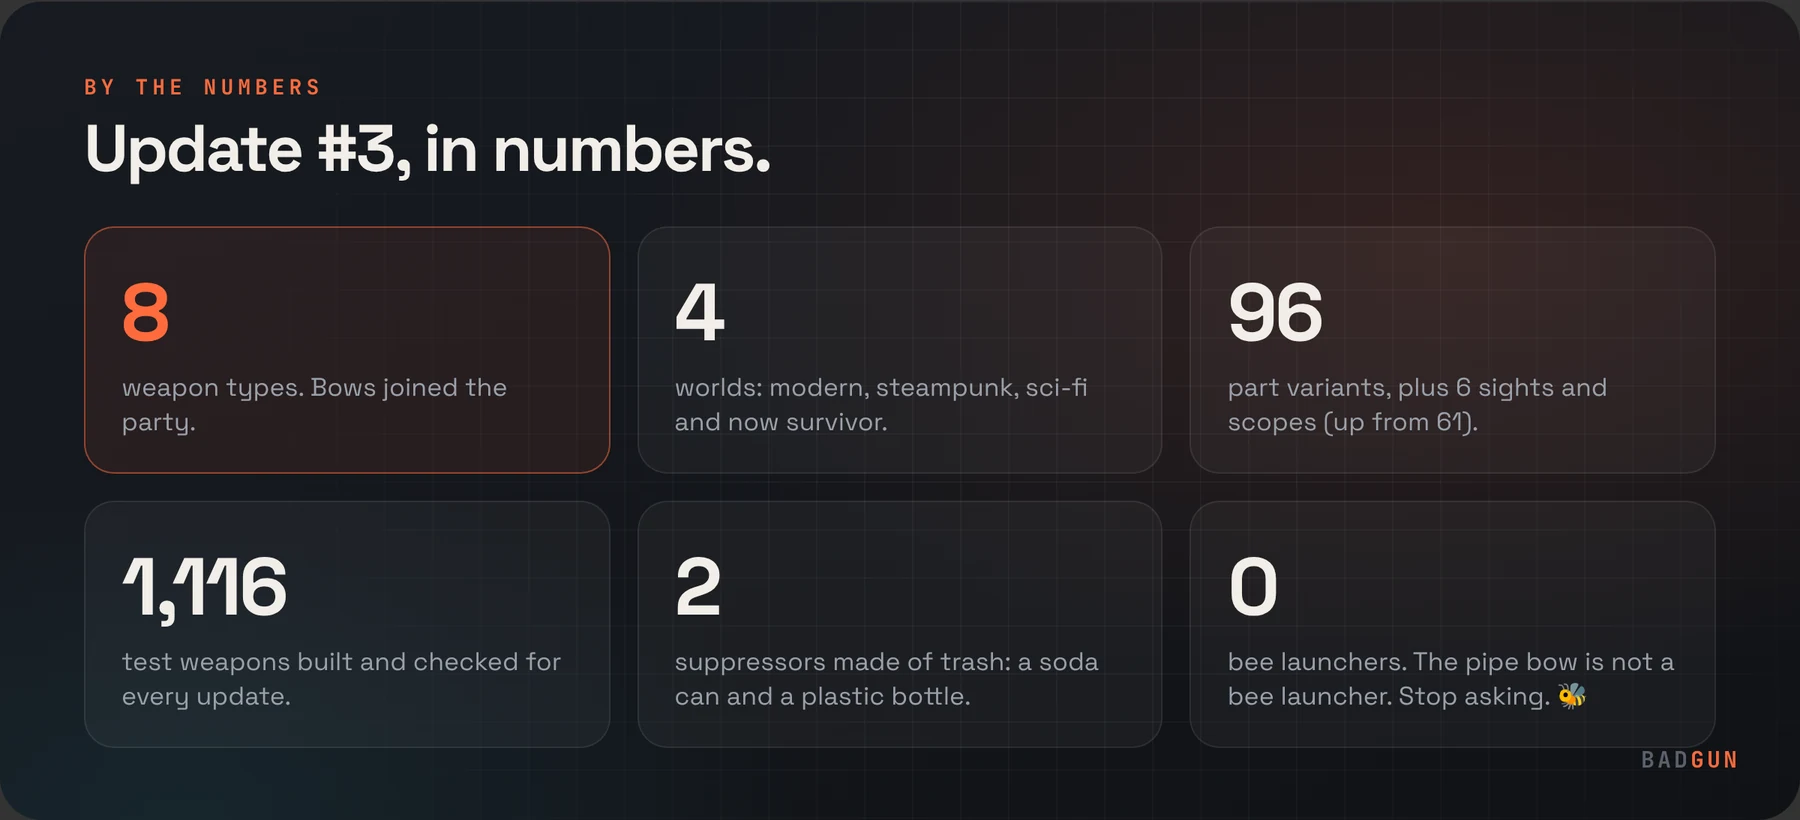 BY THE NUMBERS
Update #3, in numbers.
8
weapon types. Bows joined the
party.
4
worlds: modern, steampunk, sci-fi
and now survivor.
96
part variants, plus 6 sights and
scopes (up from 61).
1,116
test weapons built and checked for
every update.
2
suppressors made of trash: a soda
can and a plastic bottle.
0
bee launchers. The pipe bow is not a
bee launcher. Stop asking. 🐝
BADGUN